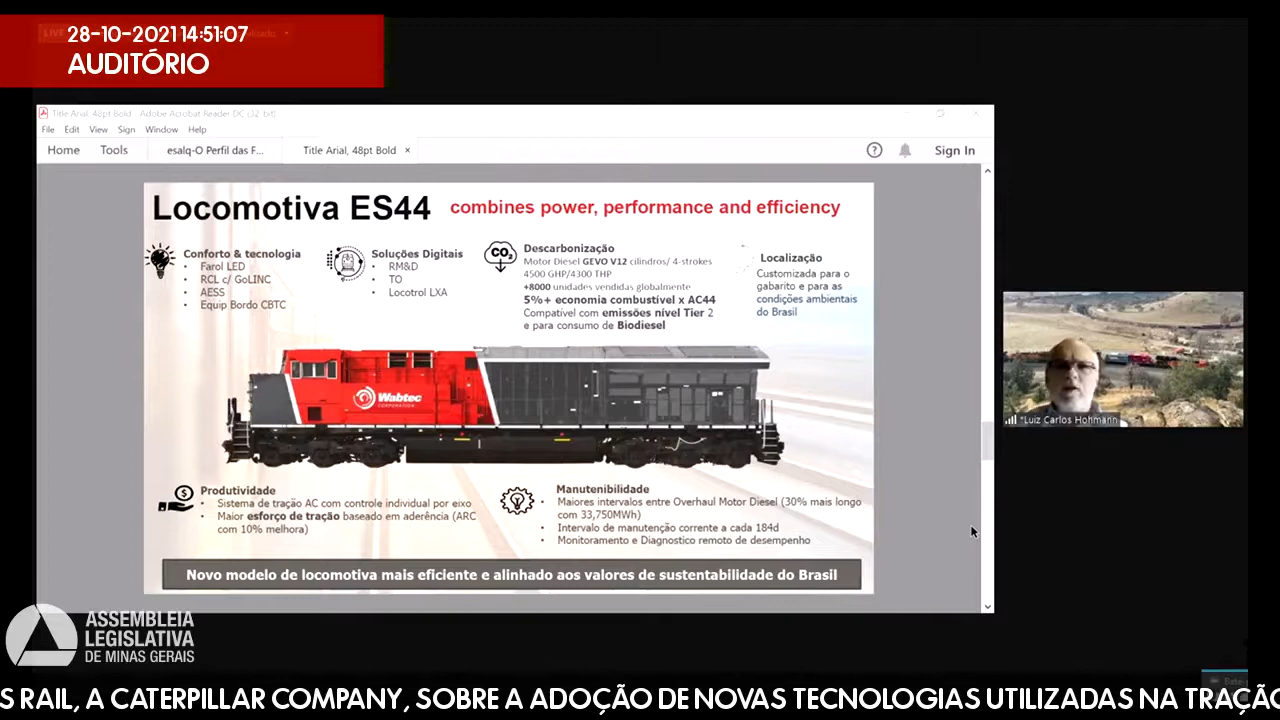 28-10-2021 14:51:07
AUDITÓRIO
Title Arial, 48pt Bold - Adobe Acrobat Reader DC (32-bit)
File Edit View Sign Window Help
Home Tools esalq-O Perfil das F... Title Arial, 48pt Bold × ? Sign In
Locomotiva ES44 combines power, performance and efficiency
Conforto & tecnologia
• Farol LED
• RCL c/ GoLINC
• AESS
• Equip Bordo CBTC
Soluções Digitais
• RM&D
• TO
• Locotrol LXA
CO2
Descarbonização
Motor Diesel GEVO V12 cilindros/ 4-strokes
4500 GHP/4300 THP
+8000 unidades vendidas globalmente
5%+ economia combustível x AC44
Compatível com emissões nível Tier 2
e para consumo de Biodiesel
Localização
Customizada para o
gabarito e para as
condições ambientais
do Brasil
Wabtec
CORPORATION
*Luiz Carlos Hohmann
Produtividade
• Sistema de tração AC com controle individual por eixo
• Maior esforço de tração baseado em aderência (ARC
com 10% melhora)
Manutenibilidade
• Maiores intervalos entre Overhaul Motor Diesel (30% mais longo
com 33,750MWh)
• Intervalo de manutenção corrente a cada 184d
• Monitoramento e Diagnostico remoto de desempenho
Novo modelo de locomotiva mais eficiente e alinhado aos valores de sustentabilidade do Brasil
ASSEMBLEIA
LEGISLATIVA
DE MINAS GERAIS
S RAIL, A CATERPILLAR COMPANY, SOBRE A ADOÇÃO DE NOVAS TECNOLOGIAS UTILIZADAS NA TRAÇÃO